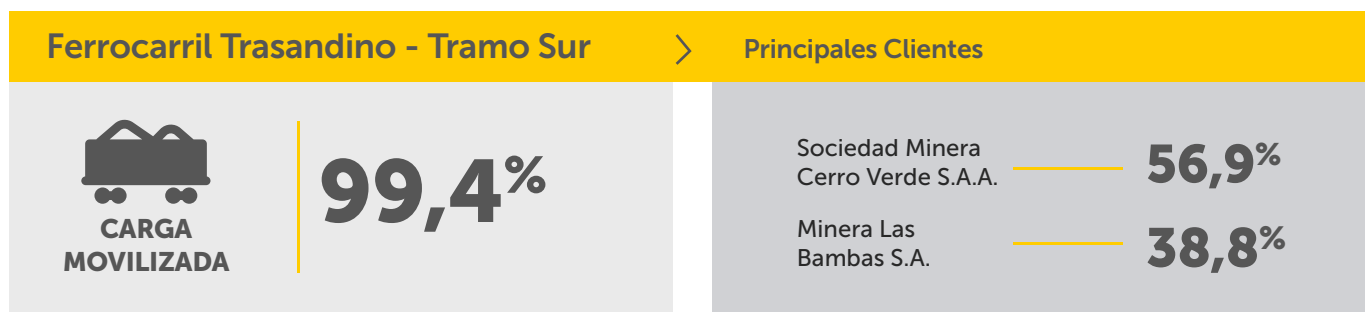 Ferrocarril Trasandino - Tramo Sur
Principales Clientes
CARGA
MOVILIZADA
99,4%
Sociedad Minera
Cerro Verde S.A.A.
56,9%
Minera Las
Bambas S.A.
38,8%